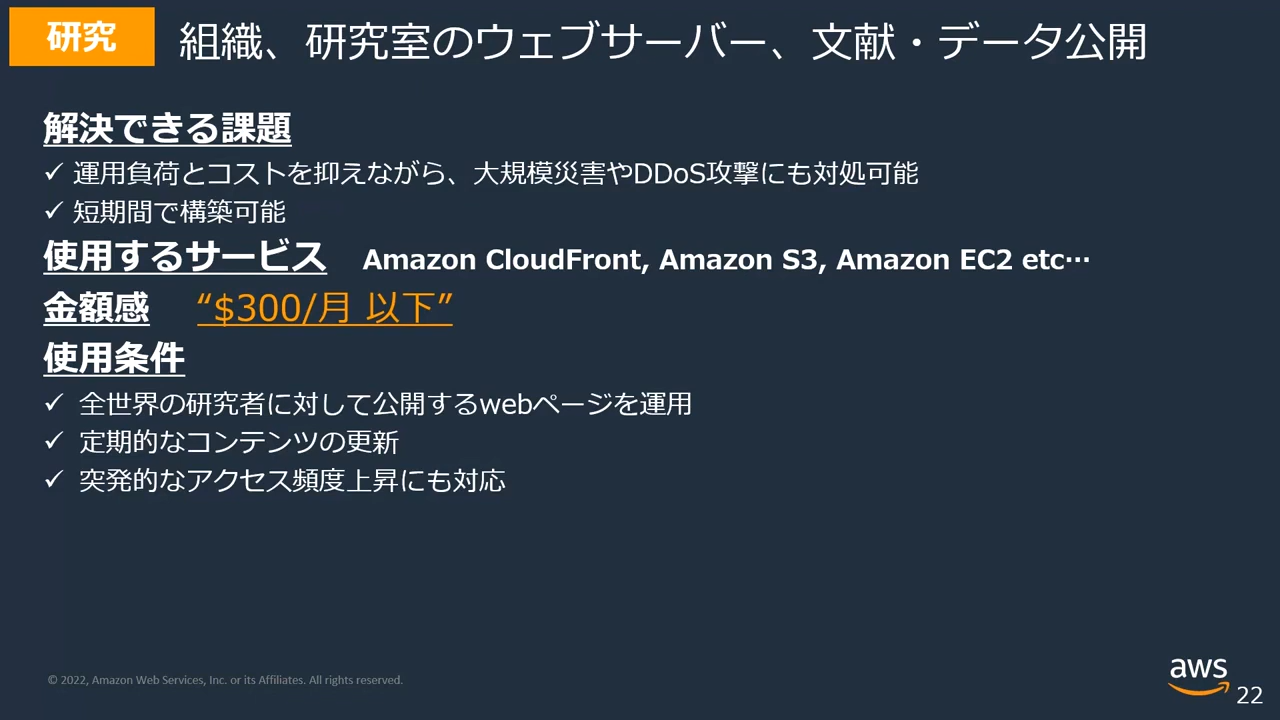 研究
組織、研究室のウェブサーバー、文献・データ公開
解決できる課題
✓ 運用負荷とコストを抑えながら、大規模災害やDDoS攻撃にも対処可能
✓ 短期間で構築可能
使用するサービス Amazon CloudFront, Amazon S3, Amazon EC2 etc…
金額感 “$300/月 以下”
使用条件
✓ 全世界の研究者に対して公開するwebページを運用
✓ 定期的なコンテンツの更新
✓ 突発的なアクセス頻度上昇にも対応
© 2022, Amazon Web Services, Inc. or its Affiliates. All rights reserved.
aws
22